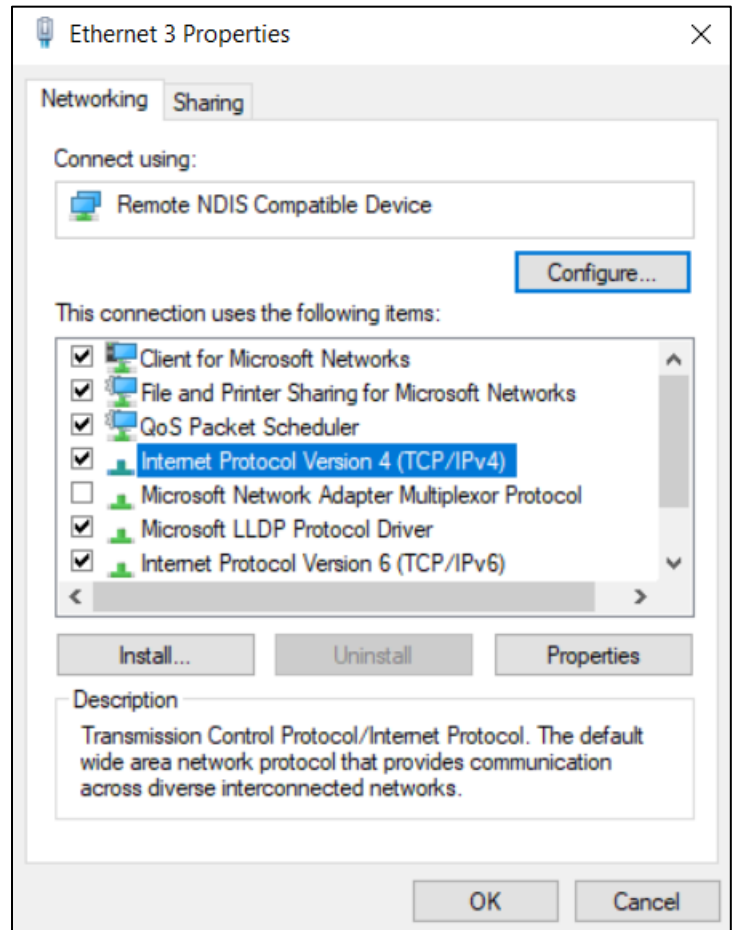 Ethernet 3 Properties
Networking
Sharing
Connect using:
Remote NDIS Compatible Device
Configure...
This connection uses the following items:
Client for Microsoft Networks
File and Printer Sharing for Microsoft Networks
QoS Packet Scheduler
Internet Protocol Version 4 (TCP/IPv4)
Microsoft Network Adapter Multiplexor Protocol
Microsoft LLDP Protocol Driver
Internet Protocol Version 6 (TCP/IPv6)
Install...
Uninstall
Properties
Description
Transmission Control Protocol/Internet Protocol. The default
wide area network protocol that provides communication
across diverse interconnected networks.
OK
Cancel